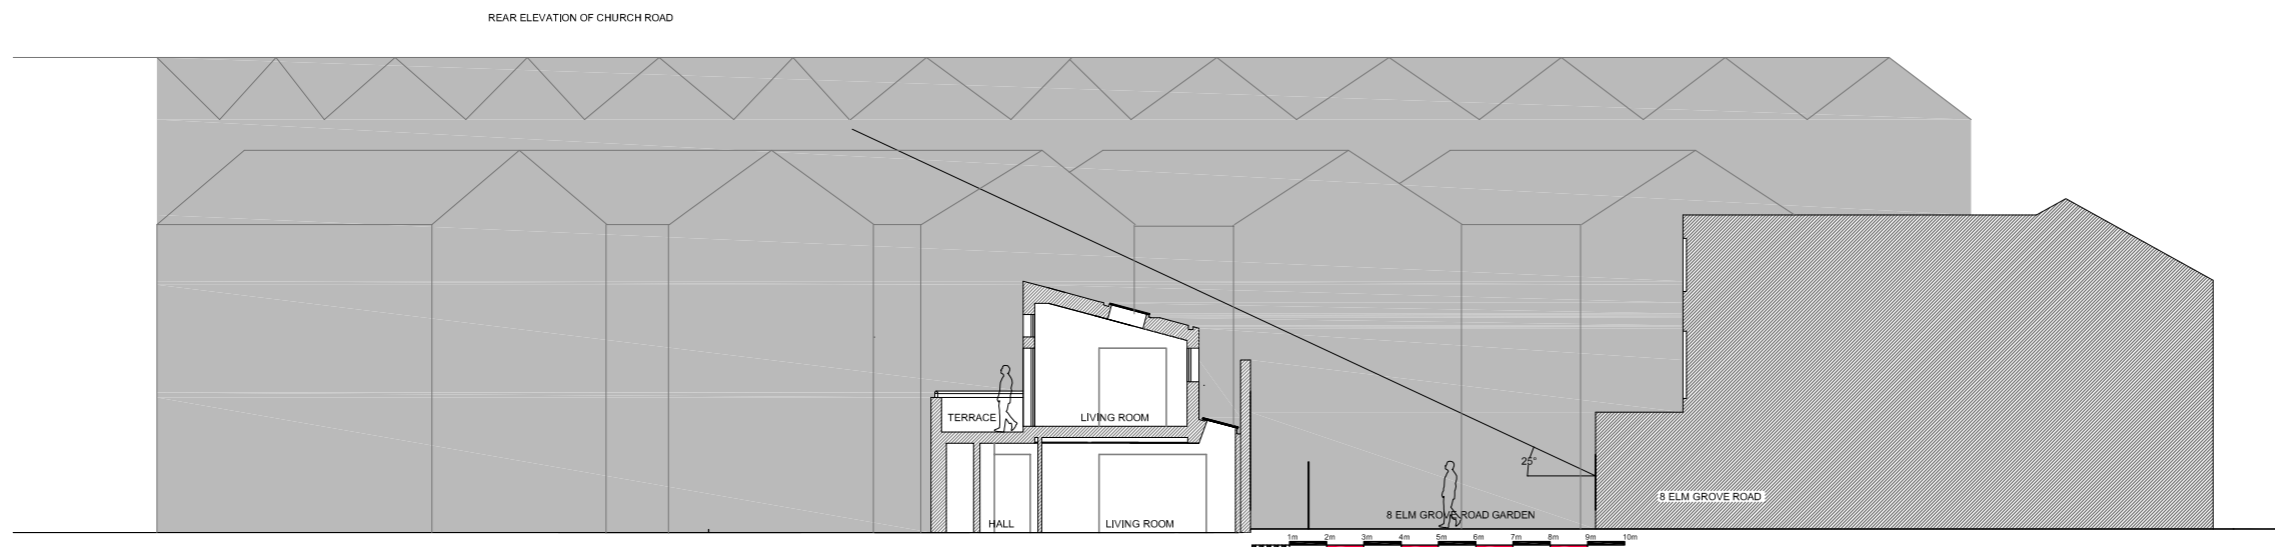 REAR ELEVATION OF CHURCH ROAD
TERRACE
LIVING ROOM
25°
8 ELM GROVE ROAD
8 ELM GROVE ROAD GARDEN
HALL
LIVING ROOM
1m 2m 3m 4m 5m 6m 7m 8m 9m 10m